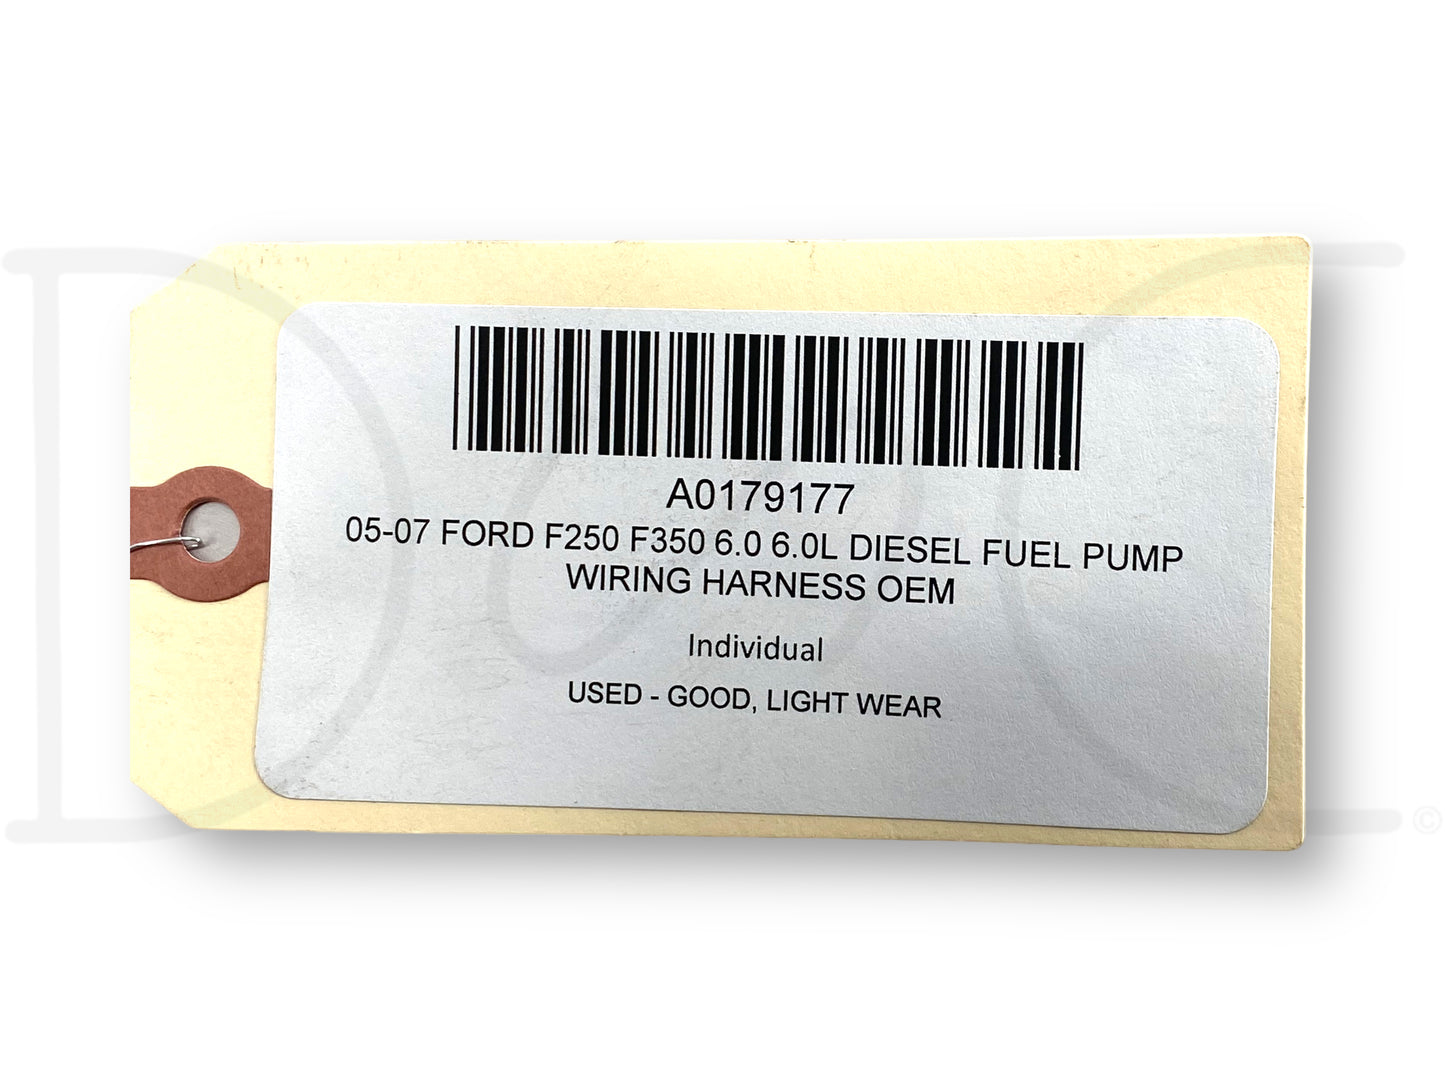 A0179177
05-07 FORD F250 F350 6.0 6.0L DIESEL FUEL PUMP
WIRING HARNESS OEM
Individual
USED - GOOD, LIGHT WEAR
©